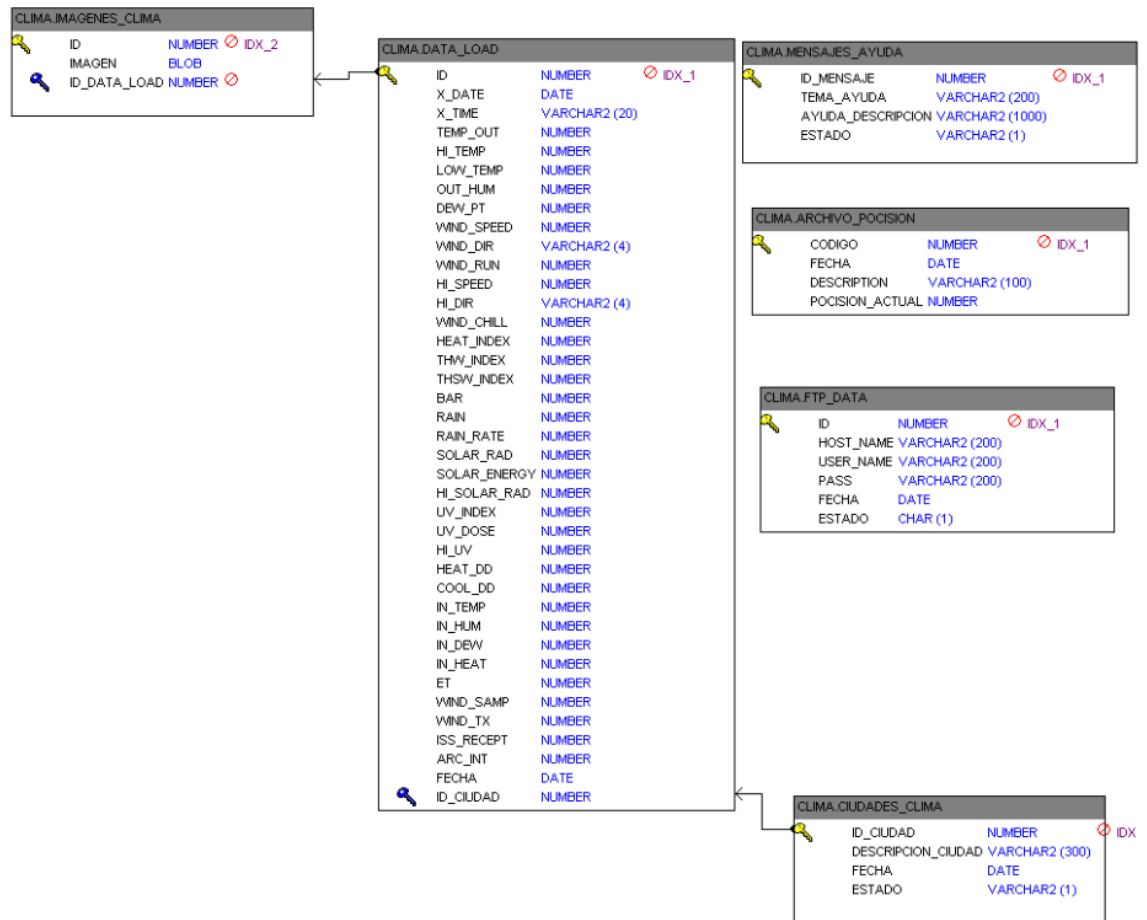 CLIMA.IMAGENES_CLIMA
ID NUMBER IDX_2
IMAGEN BLOB
ID_DATA_LOAD NUMBER
CLIMA.DATA_LOAD
ID NUMBER IDX_1
X_DATE DATE
X_TIME VARCHAR2 (20)
TEMP_OUT NUMBER
HI_TEMP NUMBER
LOW_TEMP NUMBER
OUT_HUM NUMBER
DEW_PT NUMBER
WIND_SPEED NUMBER
WIND_DIR VARCHAR2 (4)
WIND_RUN NUMBER
HI_SPEED NUMBER
HI_DIR VARCHAR2 (4)
WIND_CHILL NUMBER
HEAT_INDEX NUMBER
THW_INDEX NUMBER
THSW_INDEX NUMBER
BAR NUMBER
RAIN NUMBER
RAIN_RATE NUMBER
SOLAR_RAD NUMBER
SOLAR_ENERGY NUMBER
HI_SOLAR_RAD NUMBER
UV_INDEX NUMBER
UV_DOSE NUMBER
HI_UV NUMBER
HEAT_DD NUMBER
COOL_DD NUMBER
IN_TEMP NUMBER
IN_HUM NUMBER
IN_DEW NUMBER
IN_HEAT NUMBER
ET NUMBER
WIND_SAMP NUMBER
WIND_TX NUMBER
ISS_RECEPT NUMBER
ARC_INT NUMBER
FECHA DATE
ID_CIUDAD NUMBER
CLIMA.MENSAJES_AYUDA
ID_MENSAJE NUMBER IDX_1
TEMA_AYUDA VARCHAR2 (200)
AYUDA_DESCRIPCION VARCHAR2 (1000)
ESTADO VARCHAR2 (1)
CLIMA.ARCHIVO_POCISION
CODIGO NUMBER IDX_1
FECHA DATE
DESCRIPTION VARCHAR2 (100)
POCISION_ACTUAL NUMBER
CLIMA.FTP_DATA
ID NUMBER IDX_1
HOST_NAME VARCHAR2 (200)
USER_NAME VARCHAR2 (200)
PASS VARCHAR2 (200)
FECHA DATE
ESTADO CHAR (1)
CLIMA.CIUDADES_CLIMA
ID_CIUDAD NUMBER IDX
DESCRIPCION_CIUDAD VARCHAR2 (300)
FECHA DATE
ESTADO VARCHAR2 (1)